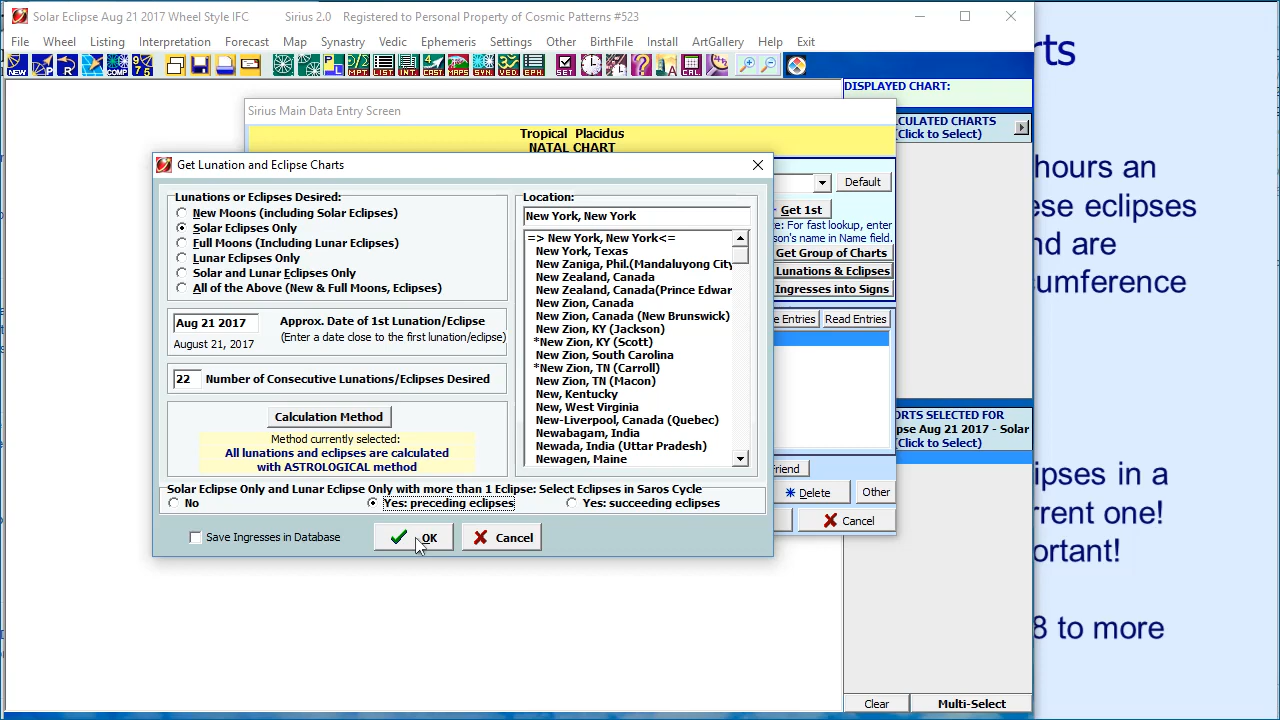 Solar Eclipse Aug 21 2017 Wheel Style IFC Sirius 2.0 Registered to Personal Property of Cosmic Patterns #523
File Wheel Listing Interpretation Forecast Map Synastry Vedic Ephemeris Settings Other BirthFile Install ArtGallery Help Exit
rts
DISPLAYED CHART:
Sirius Main Data Entry Screen
CULATED CHARTS
(Click to Select)
Tropical Placidus
NATAL CHART
Get Lunation and Eclipse Charts
hours an
Lunations or Eclipses Desired:
New Moons (including Solar Eclipses)
Solar Eclipses Only
Full Moons (Including Lunar Eclipses)
Lunar Eclipses Only
Solar and Lunar Eclipses Only
All of the Above (New & Full Moons, Eclipses)
Aug 21 2017 Approx. Date of 1st Lunation/Eclipse
August 21, 2017 (Enter a date close to the first lunation/eclipse)
22 Number of Consecutive Lunations/Eclipses Desired
Calculation Method
Method currently selected:
All lunations and eclipses are calculated
with ASTROLOGICAL method
Location:
New York, New York
=> New York, New York<=
New York, Texas
New Zaniga, Phil.(Mandaluyong City
New Zealand, Canada
New Zealand, Canada(Prince Edwar
New Zion, Canada
New Zion, Canada (New Brunswick)
New Zion, KY (Jackson)
*New Zion, KY (Scott)
New Zion, South Carolina
*New Zion, TN (Carroll)
New Zion, TN (Macon)
New, Kentucky
New, West Virginia
New-Liverpool, Canada (Quebec)
Newabagam, India
Newada, India (Uttar Pradesh)
Newagen, Maine
Solar Eclipse Only and Lunar Eclipse Only with more than 1 Eclipse: Select Eclipses in Saros Cycle
No Yes: preceding eclipses Yes: succeeding eclipses
Save Ingresses in Database OK Cancel
Default
Get 1st
e: For fast lookup, enter
son's name in Name field.
Get Group of Charts
Lunations & Eclipses
Ingresses into Signs
e Entries Read Entries
riend
Delete Other
Cancel
ese eclipses
nd are
umference
ORTS SELECTED FOR
pse Aug 21 2017 - Solar
(Click to Select)
ipses in a
rrent one!
ortant!
8 to more
Clear Multi-Select